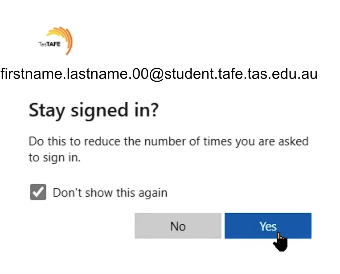 TasTAFE
firstname.lastname.00@student.tafe.tas.edu.au
Stay signed in?
Do this to reduce the number of times you are asked
to sign in.
Don't show this again
No Yes